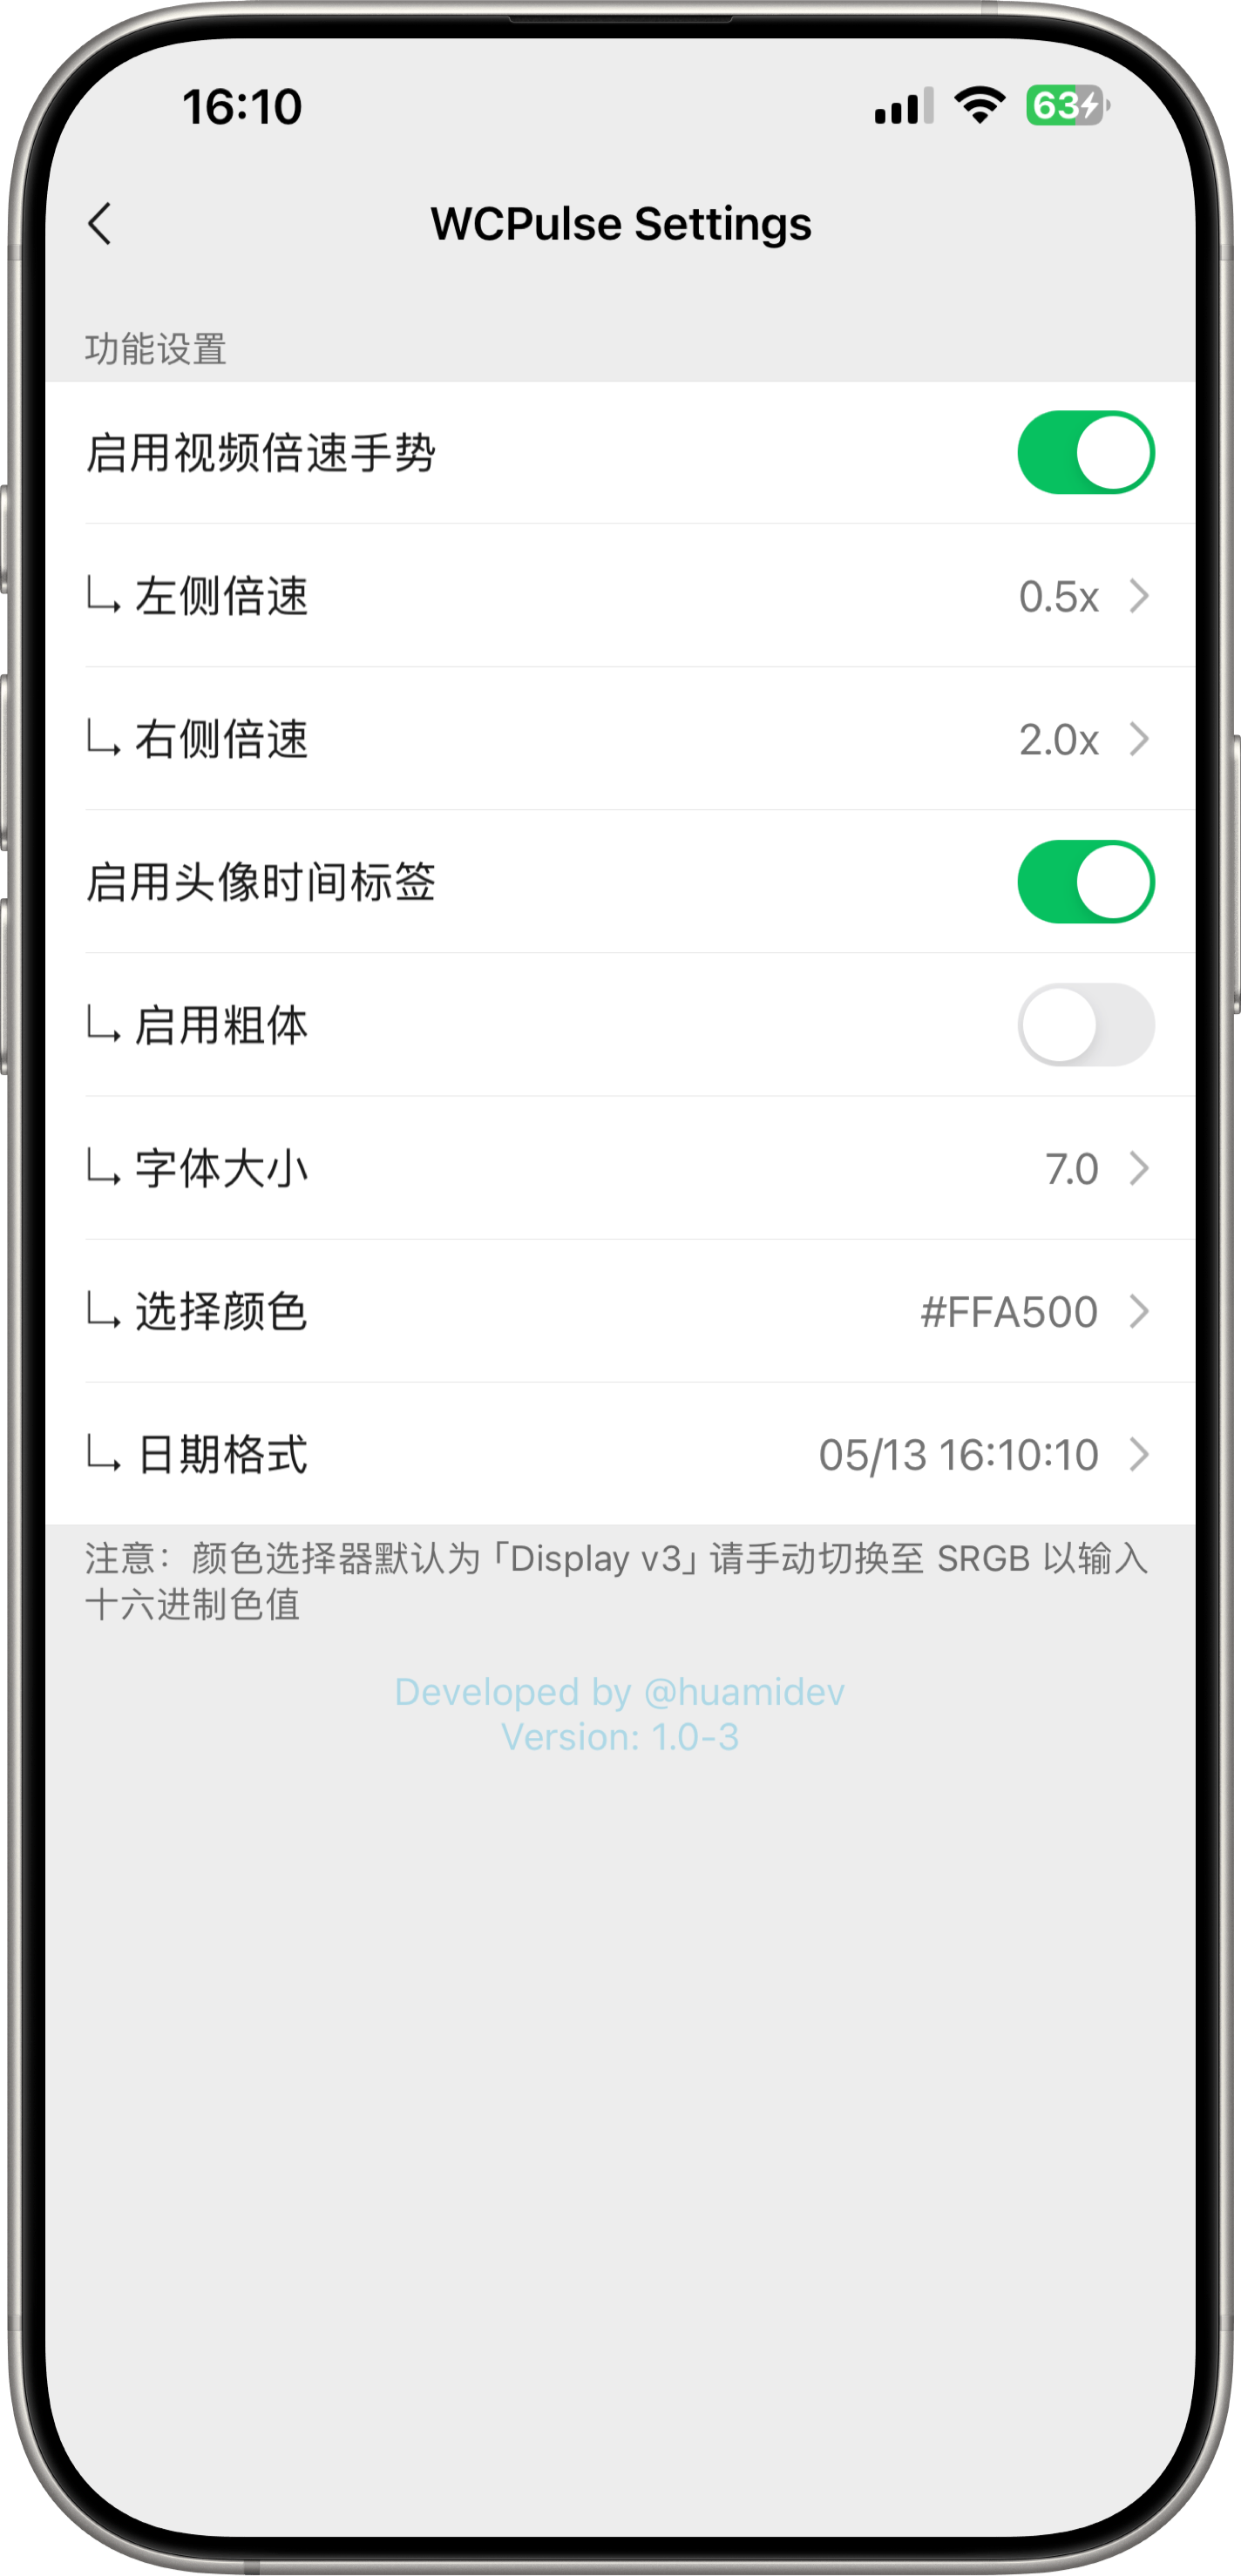 16:10
63
WCPulse Settings
功能设置
启用视频倍速手势
左侧倍速 0.5x
右侧倍速 2.0x
启用头像时间标签
启用粗体
字体大小 7.0
选择颜色 #FFA500
日期格式 05/13 16:10:10
注意：颜色选择器默认为「Display v3」请手动切换至 SRGB 以输入
十六进制色值
Developed by @huamidev
Version: 1.0-3